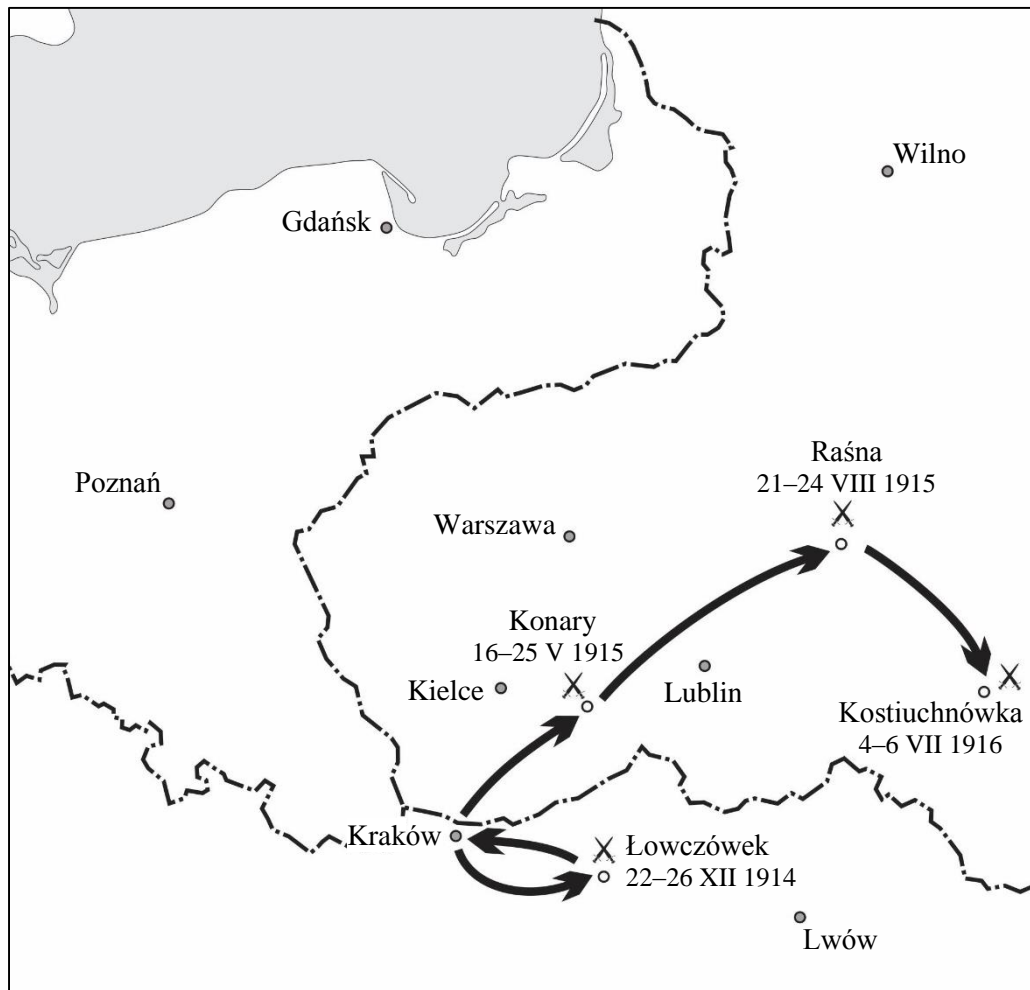 Wilno
Gdańsk
Raśna
21–24 VIII 1915
Poznań
Warszawa
Konary
16–25 V 1915
Kielce
Lublin
Kostiuchnówka
4–6 VII 1916
Kraków
Łowczówek
22–26 XII 1914
Lwów